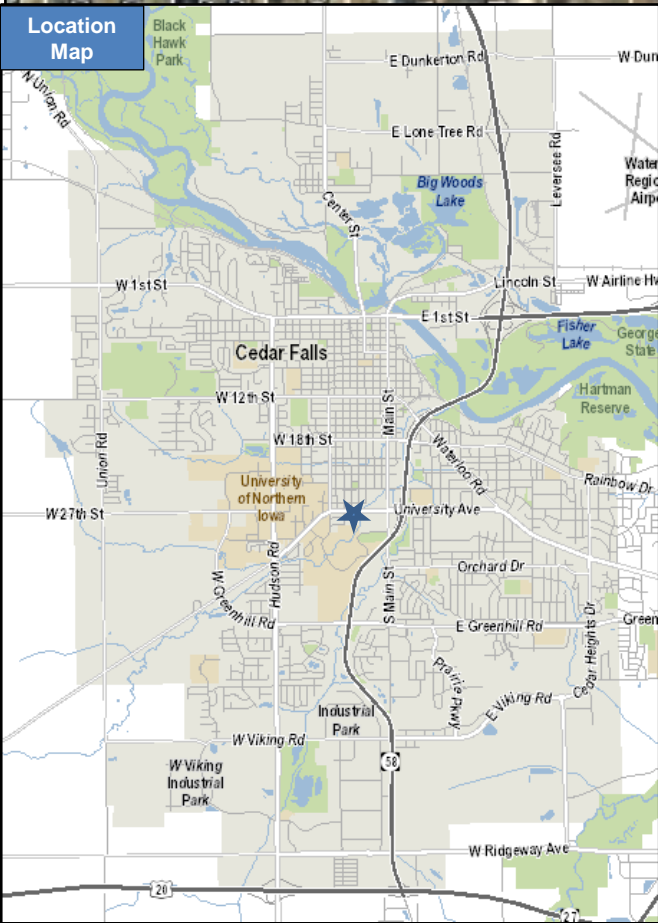 Location
Map
Black
Hawk
Park
N Union Rd
E Dunkerton Rd
W Dun
E Lone Tree Rd
Leversee Rd
Water
Regio
Airpo
Big Woods
Lake
Center St
W 1st St
Lincoln St
W Airline Hw
E 1st St
Fisher
Lake
George
State
Cedar Falls
Hartman
Reserve
W 12th St
Main St
W 18th St
Waterloo Rd
Union Rd
Rainbow Dr
University
of Northern
Iowa
W 27th St
University Ave
Hudson Rd
Orchard Dr
W Greenhill Rd
S Main St
E Greenhill Rd
Green
Cedar Heights Dr
Prairie Pkwy
E Viking Rd
Industrial
Park
W Viking Rd
58
W Viking
Industrial
Park
W Ridgeway Ave
20
27